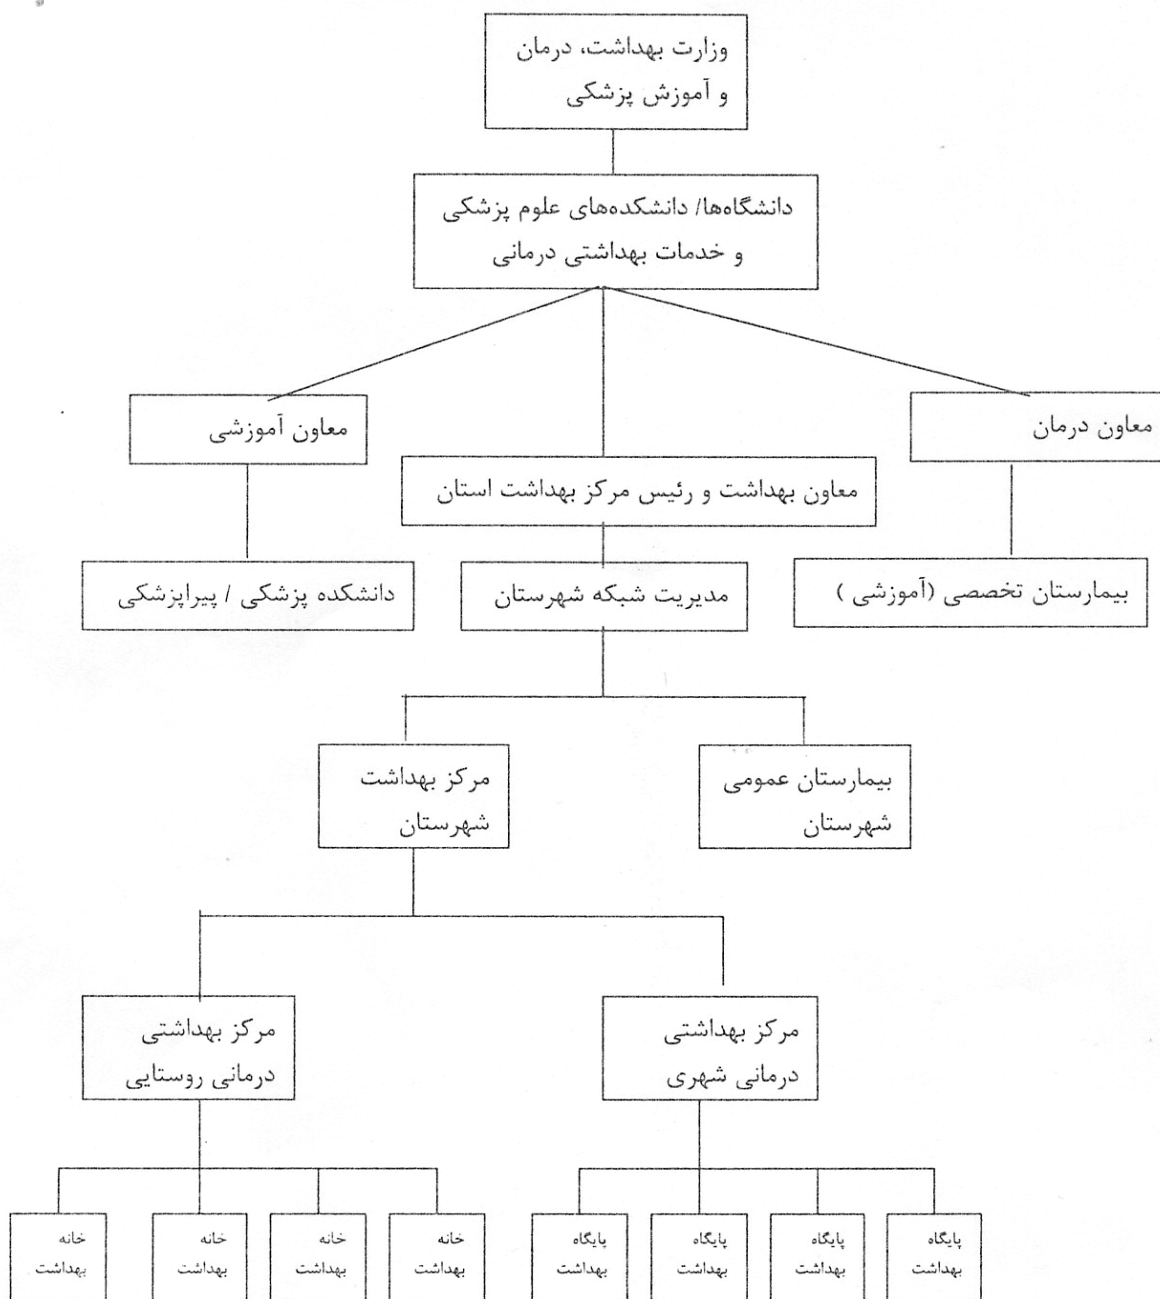 وزارت بهداشت، درمان
و آموزش پزشکی
دانشگاه‌ها/ دانشکده‌های علوم پزشکی
و خدمات بهداشتی درمانی
معاون درمان
معاون آموزشی
معاون بهداشت و رئیس مرکز بهداشت استان
بیمارستان تخصصی (آموزشی )
مدیریت شبکه شهرستان
دانشکده پزشکی / پیراپزشکی
بیمارستان عمومی
شهرستان
مرکز بهداشت
شهرستان
مرکز بهداشتی
درمانی شهری
مرکز بهداشتی
درمانی روستایی
پایگاه
بهداشت
پایگاه
بهداشت
پایگاه
بهداشت
پایگاه
بهداشت
خانه
بهداشت
خانه
بهداشت
خانه
بهداشت
خانه
بهداشت